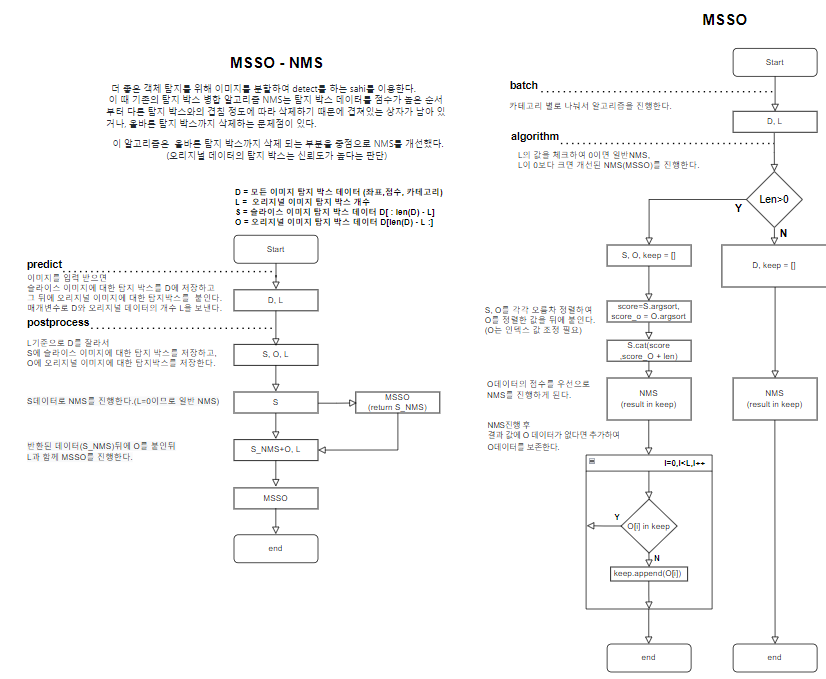 MSSO - NMS
더 좋은 객체 탐지를 위해 이미지를 분할하여 detect를 하는 sahi를 이용한다.
이 때 기존의 탐지 박스 병합 알고리즘 NMS는 탐지 박스 데이터를 점수가 높은 순서
부터 다른 탐지 박스와의 겹침 정도에 따라 삭제하기 때문에 겹쳐있는 상자가 남아 있
거나, 올바른 탐지 박스까지 삭제하는 문제점이 있다.
이 알고리즘은 올바른 탐지 박스까지 삭제 되는 부분을 중점으로 NMS를 개선했다.
(오리지널 데이터의 탐지 박스는 신뢰도가 높다는 판단)
D = 모든 이미지 탐지 박스 데이터 (좌표,점수, 카테고리)
L = 오리지널 이미지 탐지 박스 개수
S = 슬라이스 이미지 탐지 박스 데이터 D[ : len(D) - L]
O = 오리지널 이미지 탐지 박스 데이터 D[len(D) - L :]
Start
predict
이미지를 입력 받으면
슬라이스 이미지에 대한 탐지 박스를 D에 저장하고
그 뒤에 오리지널 이미지에 대한 탐지박스를 붙인다.
매개변수로 D와 오리지널 데이터의 개수 L을 보낸다.
D, L
postprocess
L기준으로 D를 잘라서
S에 슬라이스 이미지에 대한 탐지 박스를 저장하고,
O에 오리지널 이미지에 대한 탐지박스를 저장한다.
S, O, L
S데이터로 NMS를 진행한다.(L=0이므로 일반 NMS)
S
MSSO
(return S_NMS)
반환된 데이터(S_NMS)뒤에 O를 붙인뒤
L과 함께 MSSO를 진행한다.
S_NMS+O, L
MSSO
end
MSSO
Start
batch
카테고리 별로 나눠서 알고리즘을 진행한다.
D, L
algorithm
L의 값을 체크하여 0이면 일반NMS,
L이 0보다 크면 개선된 NMS(MSSO)를 진행한다.
Len>0
Y
N
S, O, keep = []
D, keep = []
S, O를 각각 오름차 정렬하여
O를 정렬한 값을 뒤에 붙인다.
(O는 인덱스 값 조정 필요)
score=S.argsort,
score_o = O.argsort
S.cat(score
,score_O + len)
O데이터의 점수를 우선으로
NMS를 진행하게 된다.
NMS
(result in keep)
NMS
(result in keep)
NMS진행 후
결과 값에 O 데이터가 없다면 추가하여
O데이터를 보존한다.
I=0,I<L,I++
Y
O[i] in keep
N
keep.append(O[i])
end
end